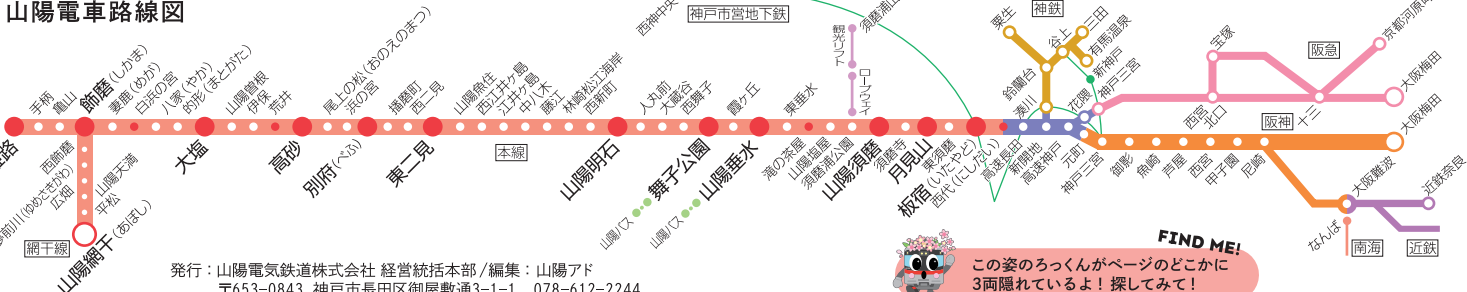 山陽電車路線図
手柄
亀山
飾磨(しかま)
妻鹿(めが)
白浜の宮
八家(やか)
的形(まとがた)
大塩
山陽曽根
伊保
荒井
高砂
尾上の松(おのえのまつ)
浜の宮
別府(べふ)
播磨町
西二見
東二見
山陽魚住
西江井ヶ島
江井ヶ島
中八木
藤江
林崎松江海岸
西新町
山陽明石
人丸前
大蔵谷
西舞子
舞子公園
霞ヶ丘
山陽垂水
東垂水
滝の茶屋
山陽塩屋
須磨浦公園
山陽須磨
須磨寺
月見山
東須磨
板宿(いたやど)
西代(にしだい)
高速長田
新開地
高速神戸
本線
西飾磨
夢前川(ゆめさきがわ)
広畑
山陽天満
平松
山陽網干(あぼし)
網干線
山陽バス
山陽バス
西神中央
神戸市営地下鉄
観光リフト
ロープウェイ
粟生
神鉄
三田
谷上
有馬温泉
鈴蘭台
新神戸
湊川
花隈
神戸三宮
元町
神戸三宮
宝塚
阪急
大阪梅田
西宮
北口
十三
阪神
大阪梅田
御影
魚崎
芦屋
西宮
甲子園
尼崎
大阪難波
近鉄奈良
なんば
南海
近鉄
発行:山陽電気鉄道株式会社 経営統括本部/編集:山陽アド
〒653-0843 神戸市長田区御屋敷通3-1-1 078-612-2244
FIND ME!
この姿のろっくんがページのどこかに
3両隠れているよ!探してみて!